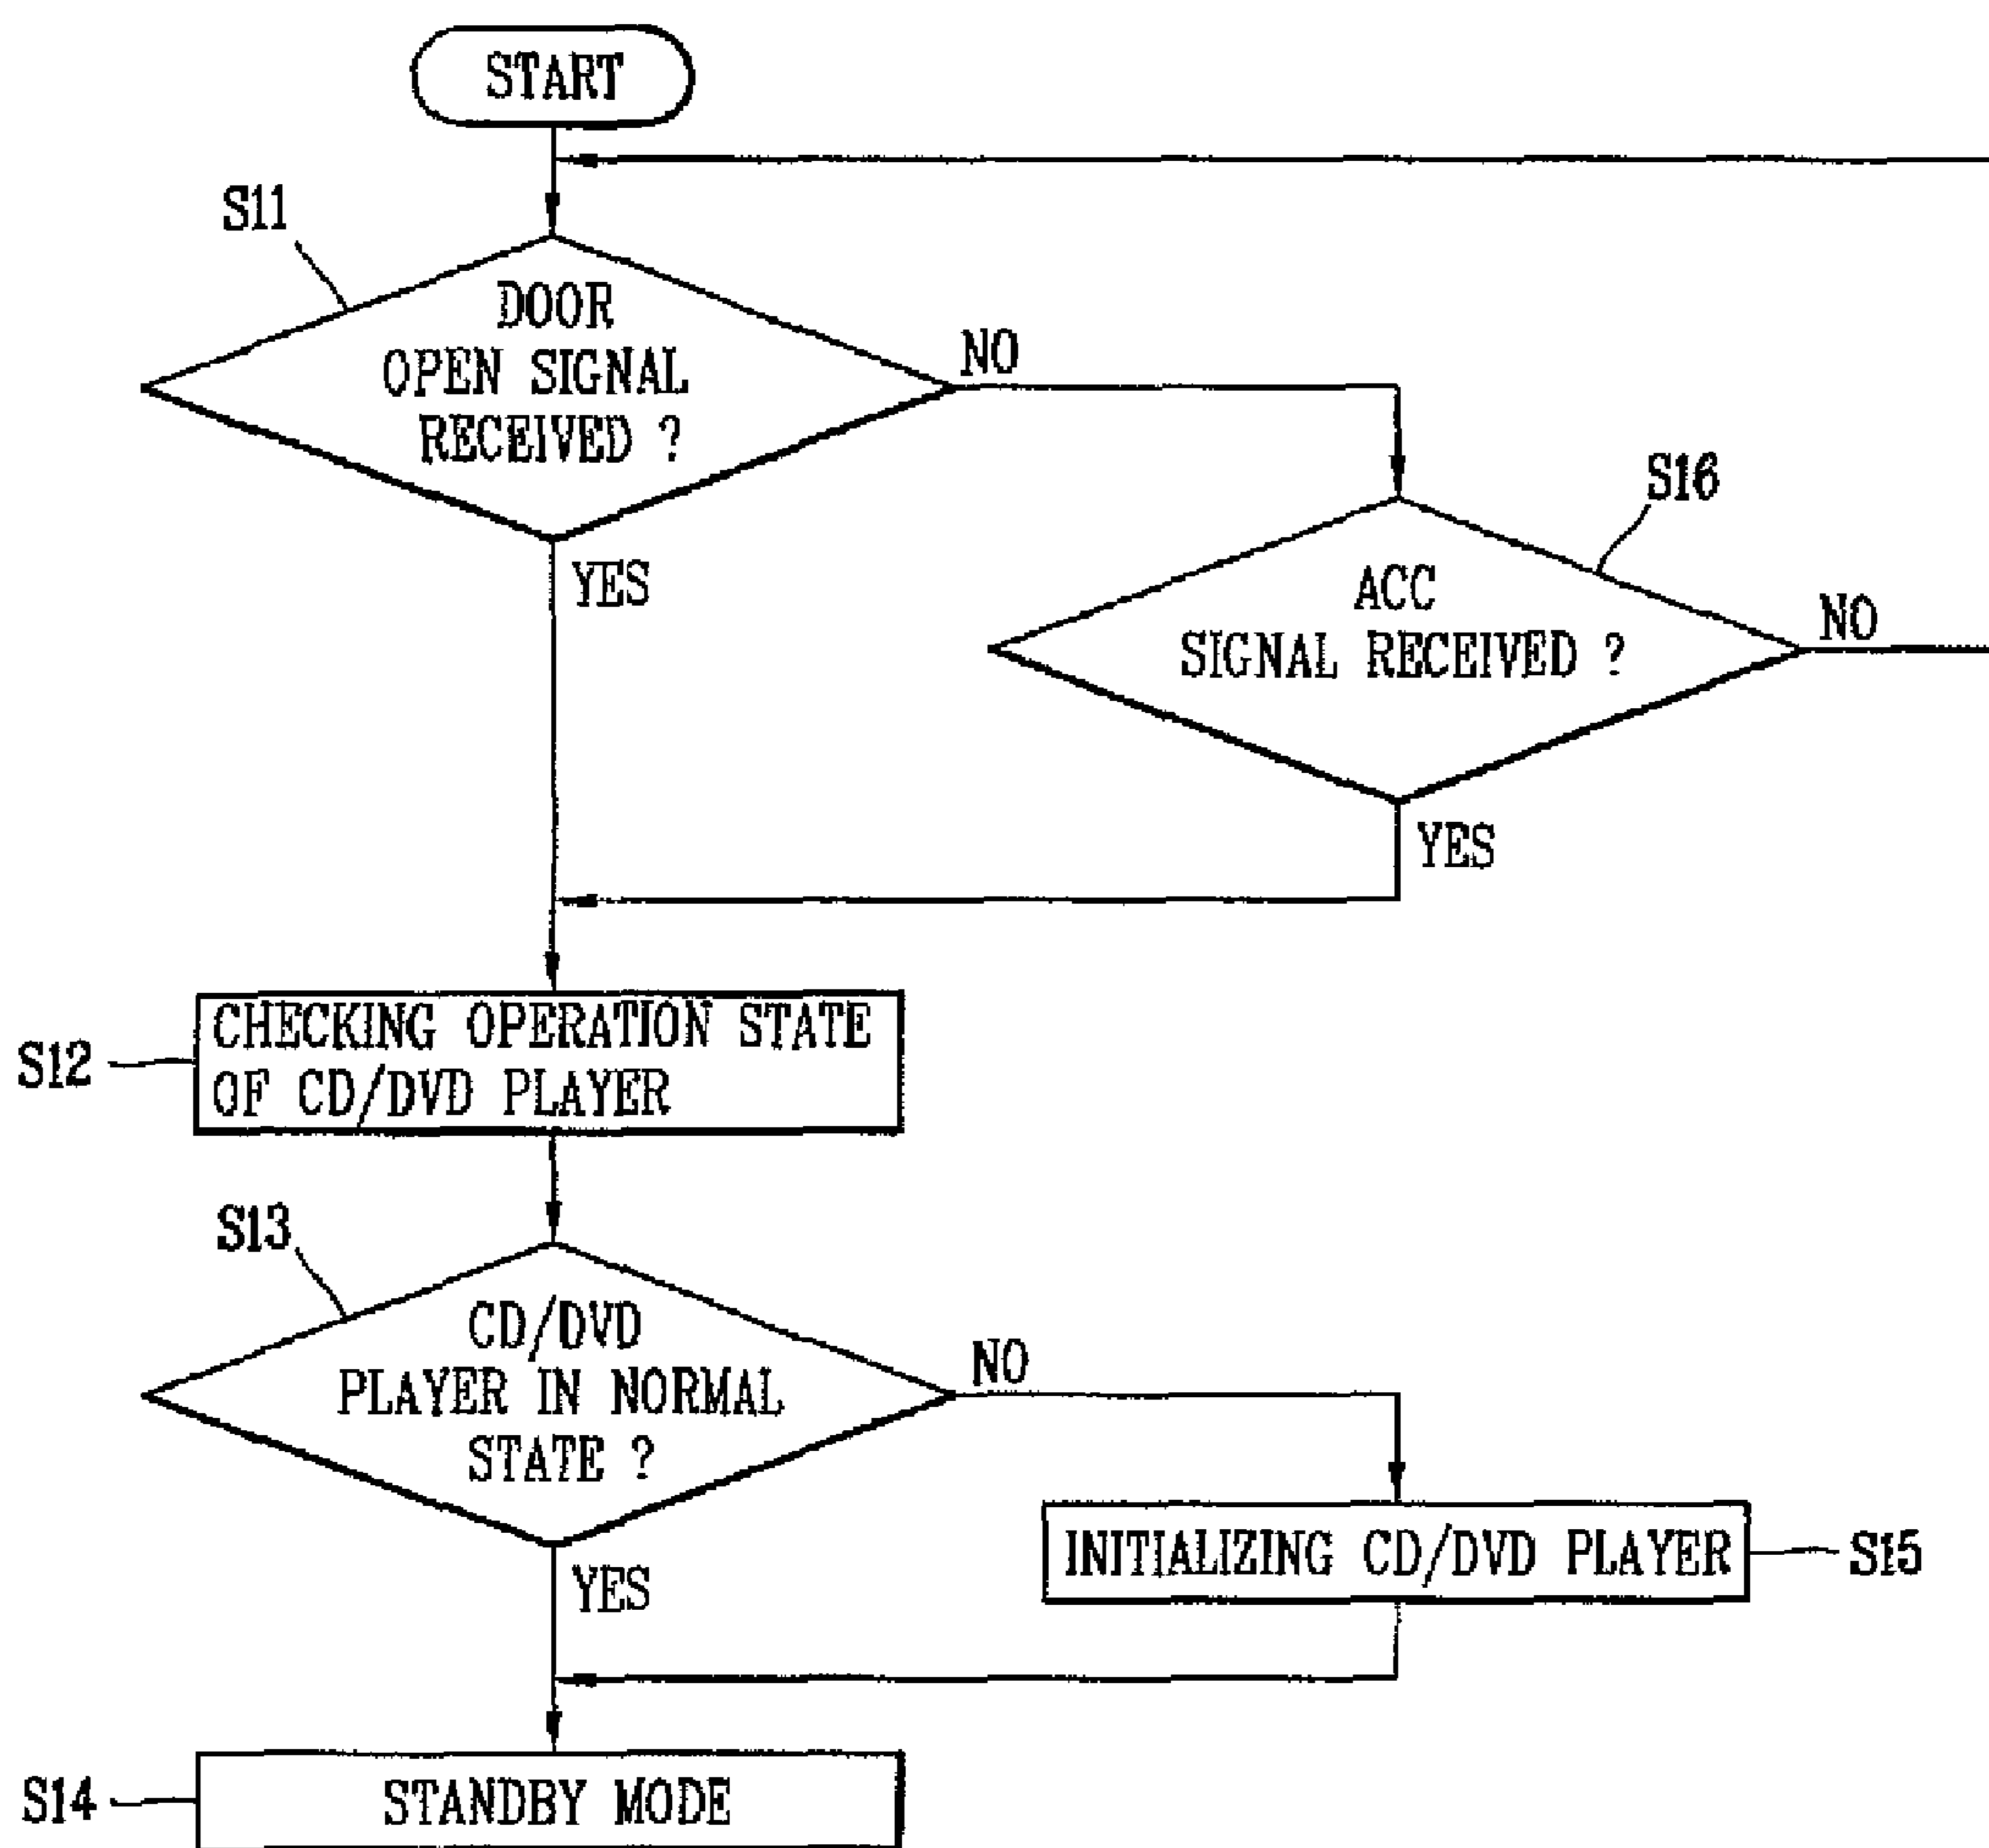 START
S11
DOOR
OPEN SIGNAL
RECEIVED ?
NO
YES
S16
ACC
SIGNAL RECEIVED ?
NO
YES
S12
CHECKING OPERATION STATE
OF CD/DVD PLAYER
S13
CD/DVD
PLAYER IN NORMAL
STATE ?
NO
YES
INITIALIZING CD/DVD PLAYER
S15
S14
STANDBY MODE